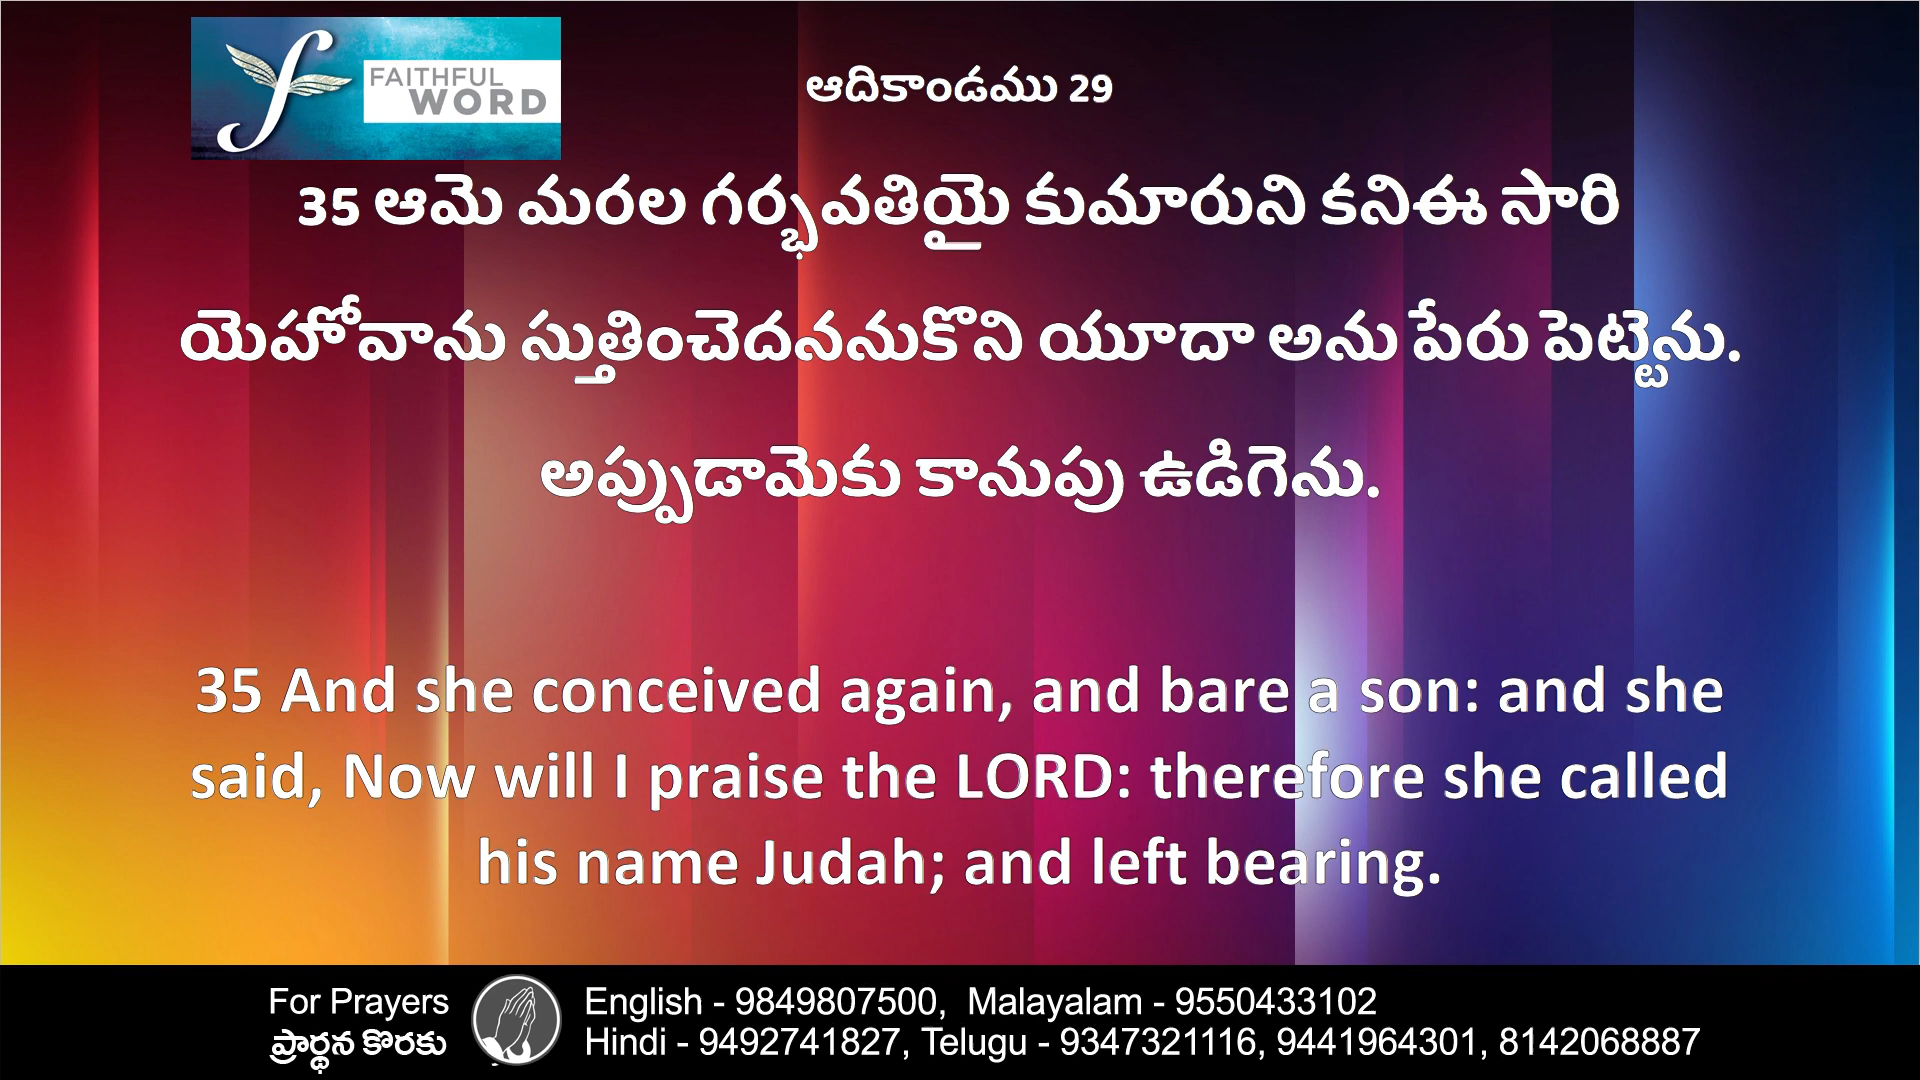 FAITHFUL
WORD
ఆదికాండము 29
35 ఆమె మరల గర్భవతియై కుమారుని కనిఈ సారి
యెహోవాను స్తుతించెదననుకొని యూదా అను పేరు పెట్టెను.
అప్పుడామెకు కానుపు ఉడిగెను.
35 And she conceived again, and bare a son: and she
said, Now will I praise the LORD: therefore she called
his name Judah; and left bearing.
For Prayers
ప్రార్థన కొరకు
English - 9849807500,  Malayalam - 9550433102
Hindi - 9492741827, Telugu - 9347321116, 9441964301, 8142068887